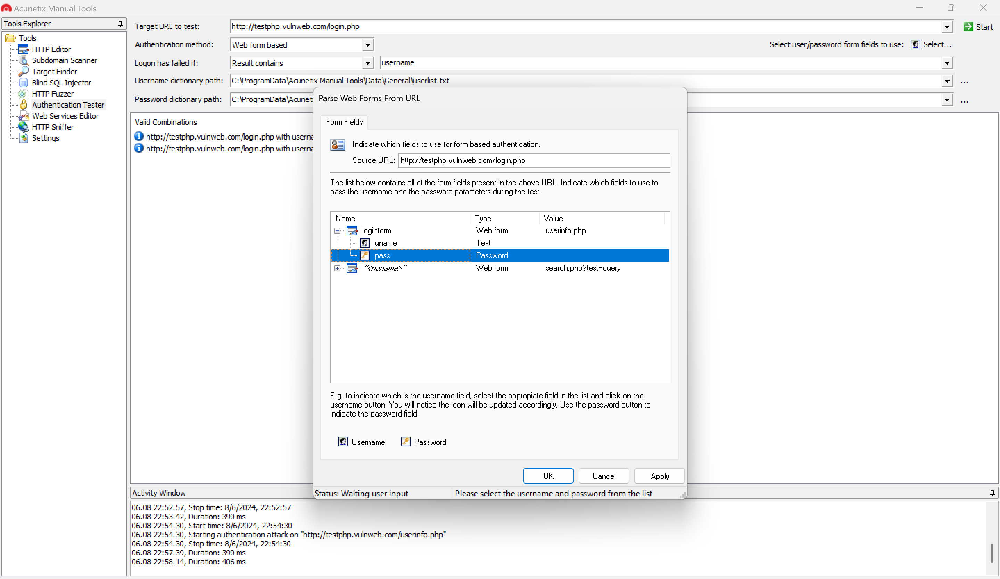 Acunetix Manual Tools
Tools Explorer
Tools
HTTP Editor
Subdomain Scanner
Target Finder
Blind SQL Injector
HTTP Fuzzer
Authentication Tester
Web Services Editor
HTTP Sniffer
Settings
Target URL to test: http://testphp.vulnweb.com/login.php
Start
Authentication method: Web form based
Select user/password form fields to use: Select...
Logon has failed if: Result contains username
Username dictionary path: C:\ProgramData\Acunetix Manual Tools\Data\General\userlist.txt ...
Password dictionary path: C:\ProgramData\Acuneti ...
Valid Combinations
http://testphp.vulnweb.com/login.php with userna
http://testphp.vulnweb.com/login.php with userna
Parse Web Forms From URL
Form Fields
Indicate which fields to use for form based authentication.
Source URL: http://testphp.vulnweb.com/login.php
The list below contains all of the form fields present in the above URL. Indicate which fields to use to
pass the username and the password parameters during the test.
Name Type Value
loginform Web form userinfo.php
uname Text
pass Password
"<noname>" Web form search.php?test=query
E.g. to indicate which is the username field, select the appropiate field in the list and click on the
username button. You will notice the icon will be updated accordingly. Use the password button to
indicate the password field.
Username Password
OK Cancel Apply
Status: Waiting user input Please select the username and password from the list
Activity Window
06.08 22:52.57, Stop time: 8/6/2024, 22:52:57
06.08 22:53.42, Duration: 390 ms
06.08 22:54.30, Start time: 8/6/2024, 22:54:30
06.08 22:54.30, Starting authentication attack on "http://testphp.vulnweb.com/userinfo.php"
06.08 22:54.30, Stop time: 8/6/2024, 22:54:30
06.08 22:57.39, Duration: 390 ms
06.08 22:58.14, Duration: 406 ms